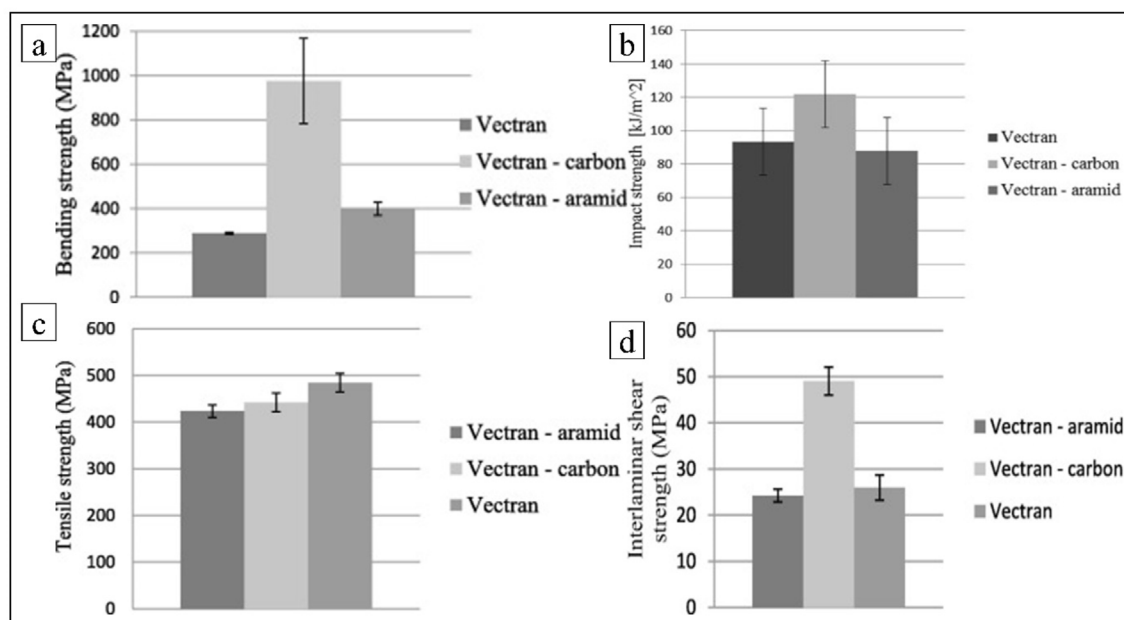 a
Bending strength (MPa)
1200
1000
800
600
400
200
0
Vectran
Vectran - carbon
Vectran - aramid
b
Impact strength [kJ/m^2]
160
140
120
100
80
60
40
20
0
Vectran
Vectran - carbon
Vectran - aramid
c
Tensile strength (MPa)
600
500
400
300
200
100
0
Vectran - aramid
Vectran - carbon
Vectran
d
Interlaminar shear
strength (MPa)
60
50
40
30
20
10
0
Vectran - aramid
Vectran - carbon
Vectran